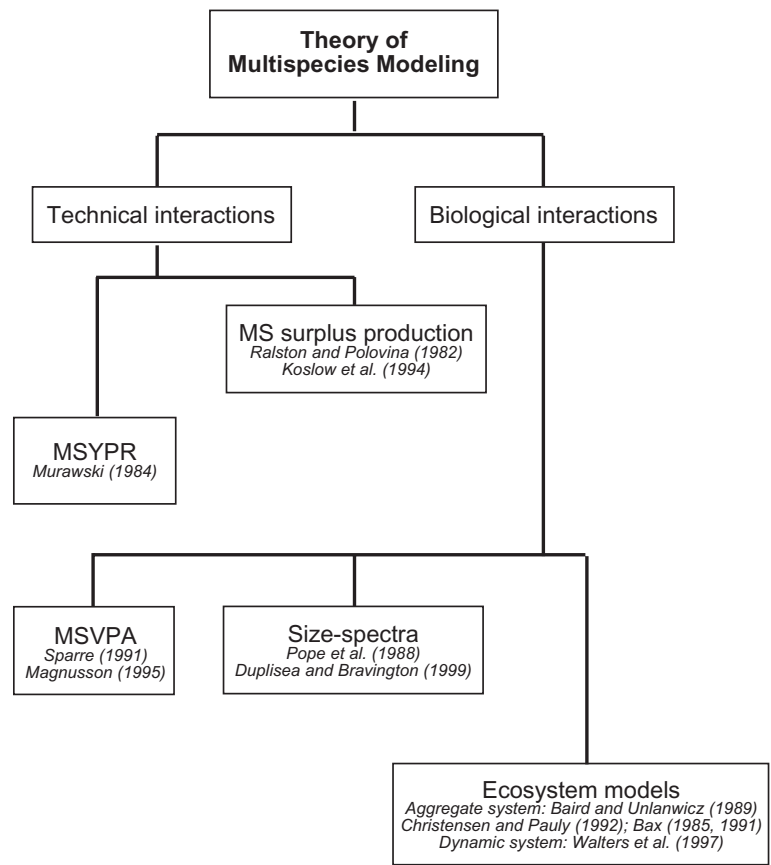 Theory of
Multispecies Modeling
Technical interactions
Biological interactions
MS surplus production
Ralston and Polovina (1982)
Koslow et al. (1994)
MSYPR
Murawski (1984)
MSVPA
Sparre (1991)
Magnusson (1995)
Size-spectra
Pope et al. (1988)
Duplisea and Bravington (1999)
Ecosystem models
Aggregate system: Baird and Unlanwicz (1989)
Christensen and Pauly (1992); Bax (1985, 1991)
Dynamic system: Walters et al. (1997)